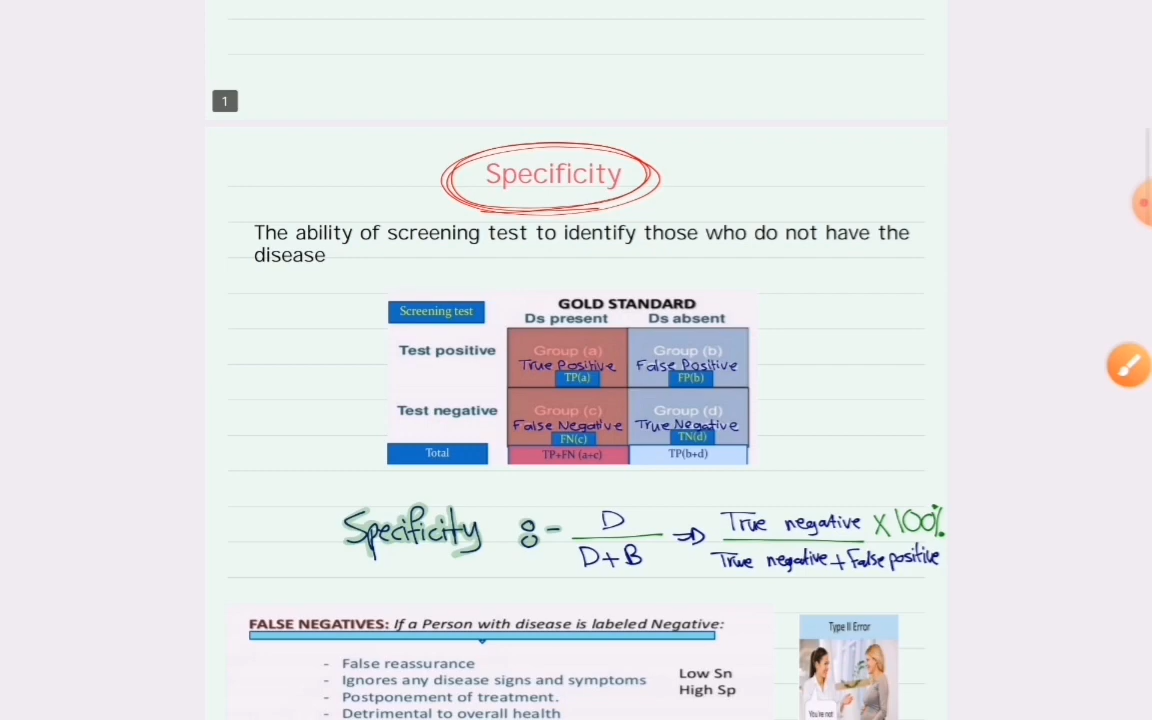 1
Specificity
The ability of screening test to identify those who do not have the
disease
GOLD STANDARD
Screening test
Ds present Ds absent
Test positive
Group (a) Group (b)
True Positive False Positive
TP(a) FP(b)
Test negative
Group (c) Group (d)
False Negative True Negative
FN(c) TN(d)
Total TP+FN (a+c) TP(b+d)
Specificity :- D / D+B ⇒ True negative / True negative + False positive X 100%
FALSE NEGATIVES: If a Person with disease is labeled Negative:
Type II Error
- False reassurance
- Ignores any disease signs and symptoms
- Postponement of treatment.
- Detrimental to overall health
Low Sn
High Sp
You're not